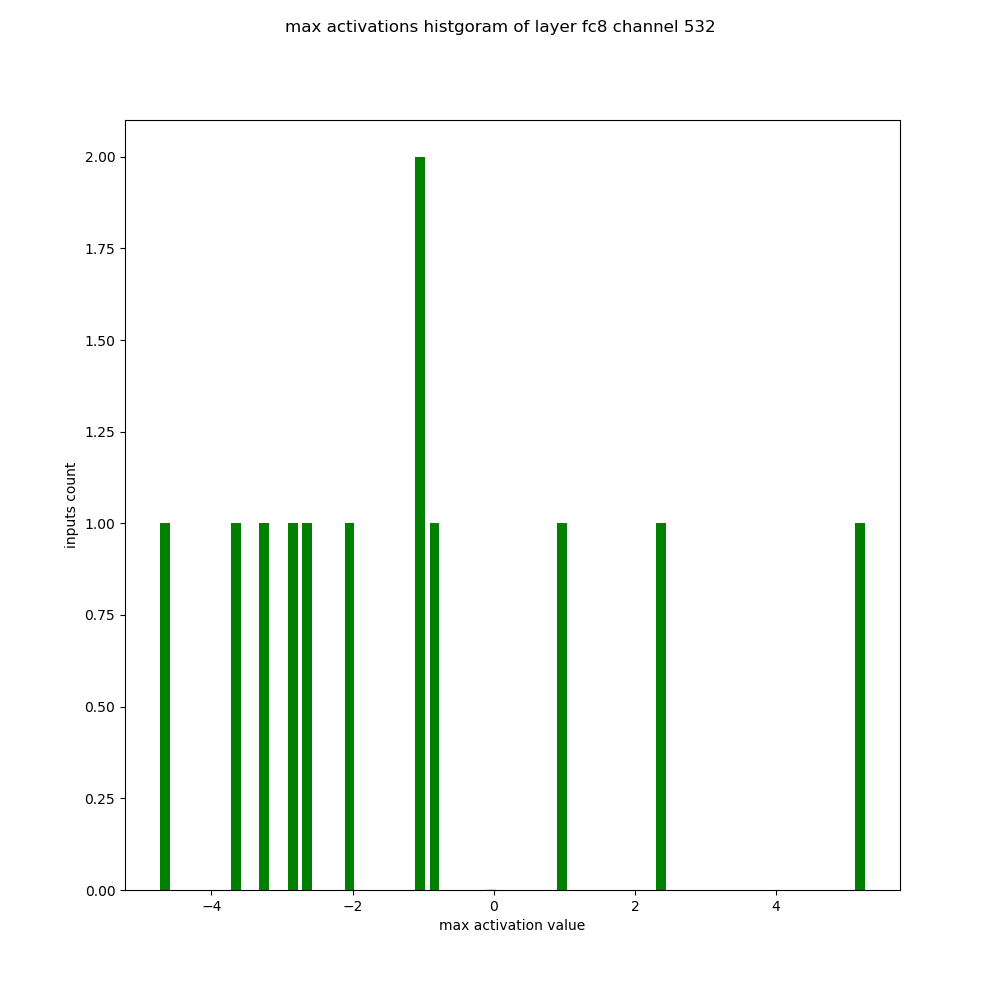 max activations histgoram of layer fc8 channel 532
2.00
1.75
1.50
1.25
1.00
0.75
0.50
0.25
0.00
inputs count
−4 −2 0 2 4
max activation value